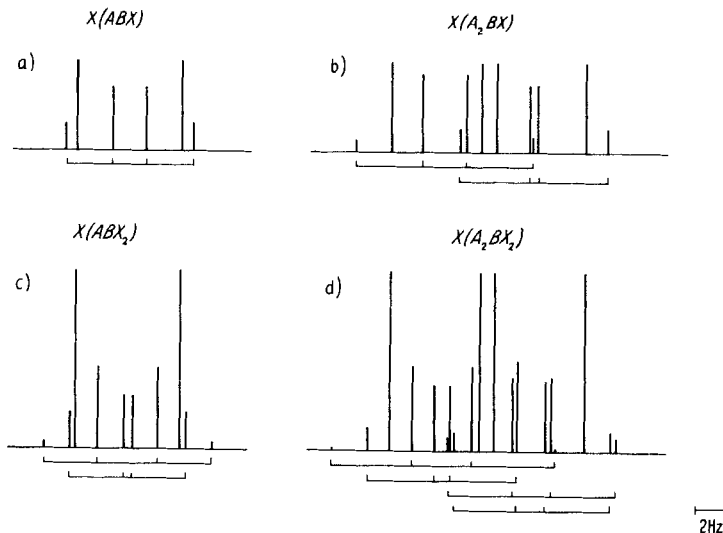 X(ABX)
X(A₂BX)
a)
b)
X(ABX₂)
X(A₂BX₂)
c)
d)
2Hz